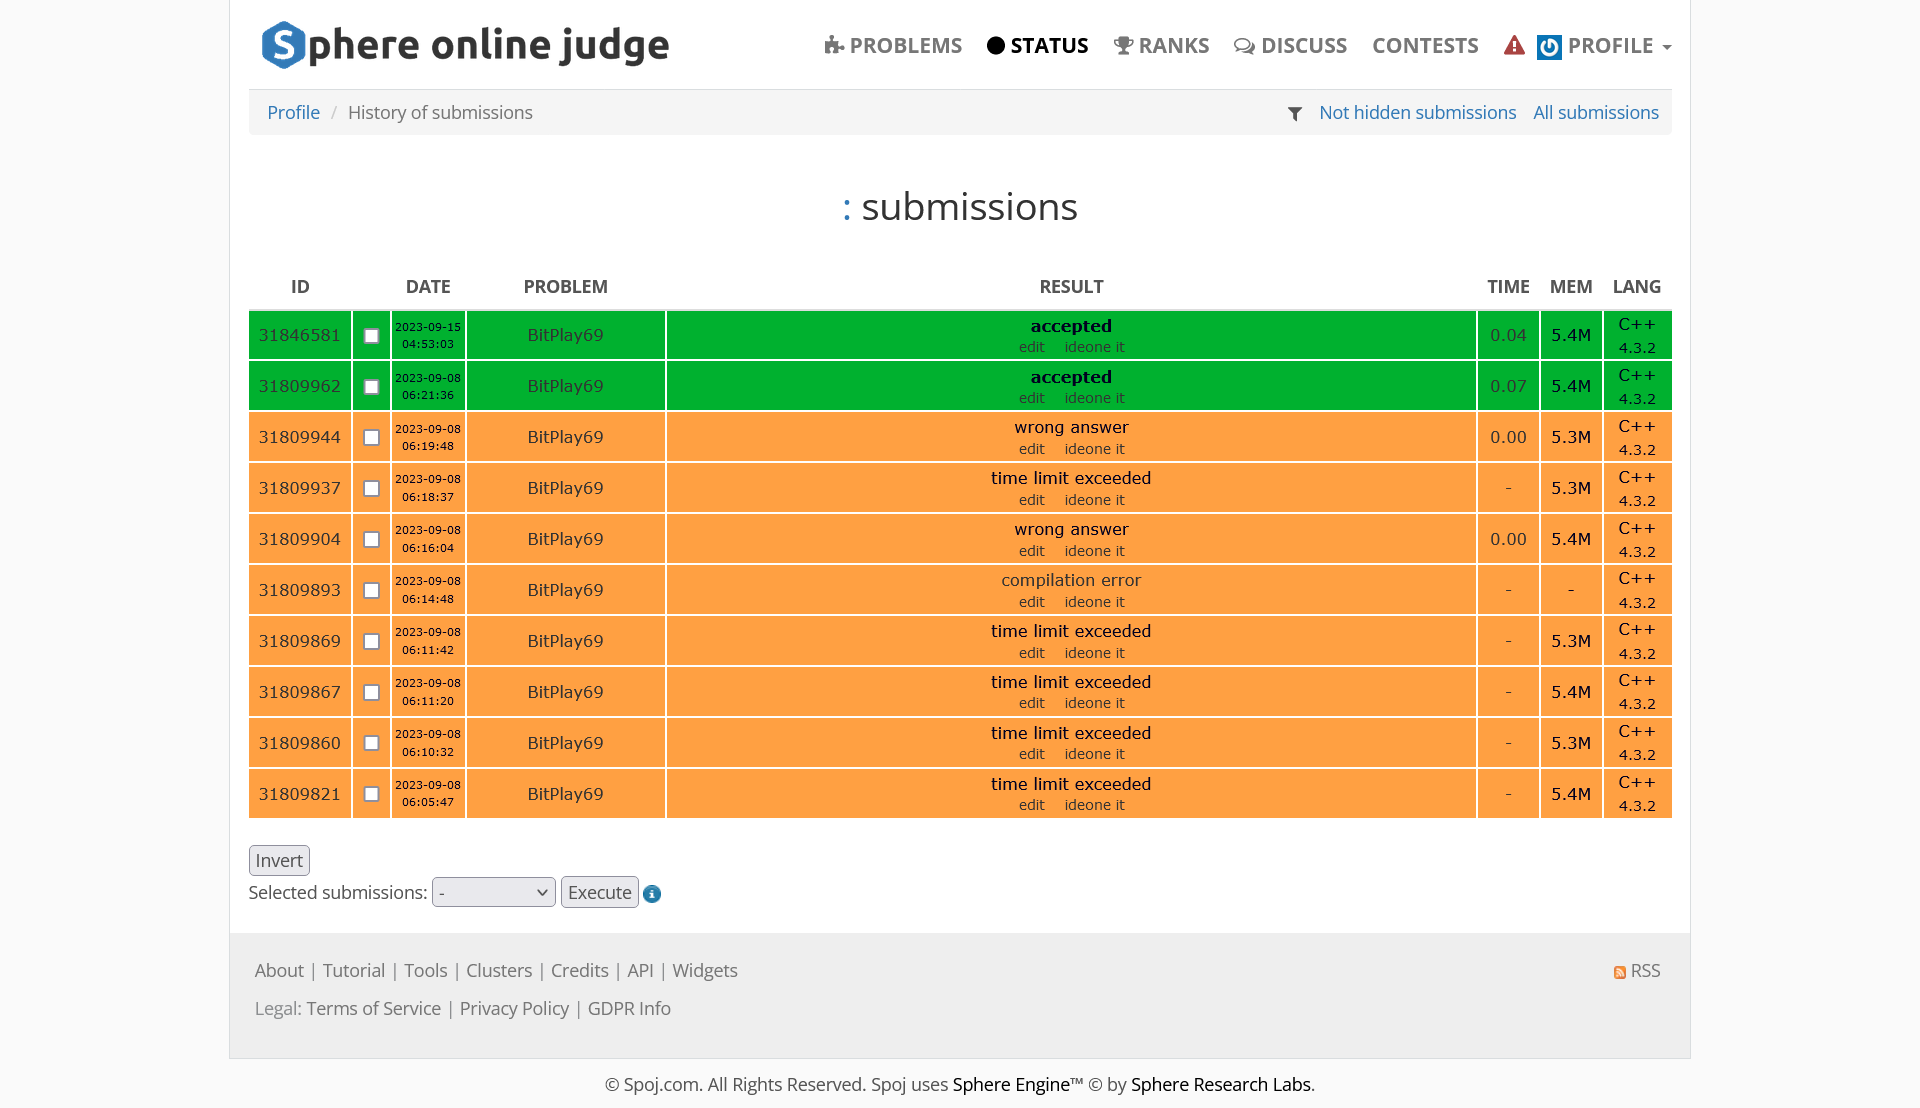 Sphere online judge PROBLEMS STATUS RANKS DISCUSS CONTESTS PROFILE
Profile / History of submissions Not hidden submissions All submissions
: submissions
ID DATE PROBLEM RESULT TIME MEM LANG
31846581 2023-09-15 04:53:03 BitPlay69 accepted edit ideone it 0.04 5.4M C++ 4.3.2
31809962 2023-09-08 06:21:36 BitPlay69 accepted edit ideone it 0.07 5.4M C++ 4.3.2
31809944 2023-09-08 06:19:48 BitPlay69 wrong answer edit ideone it 0.00 5.3M C++ 4.3.2
31809937 2023-09-08 06:18:37 BitPlay69 time limit exceeded edit ideone it - 5.3M C++ 4.3.2
31809904 2023-09-08 06:16:04 BitPlay69 wrong answer edit ideone it 0.00 5.4M C++ 4.3.2
31809893 2023-09-08 06:14:48 BitPlay69 compilation error edit ideone it - - C++ 4.3.2
31809869 2023-09-08 06:11:42 BitPlay69 time limit exceeded edit ideone it - 5.3M C++ 4.3.2
31809867 2023-09-08 06:11:20 BitPlay69 time limit exceeded edit ideone it - 5.4M C++ 4.3.2
31809860 2023-09-08 06:10:32 BitPlay69 time limit exceeded edit ideone it - 5.3M C++ 4.3.2
31809821 2023-09-08 06:05:47 BitPlay69 time limit exceeded edit ideone it - 5.4M C++ 4.3.2
Invert
Selected submissions: - Execute
About | Tutorial | Tools | Clusters | Credits | API | Widgets RSS
Legal: Terms of Service | Privacy Policy | GDPR Info
© Spoj.com. All Rights Reserved. Spoj uses Sphere Engine™ © by Sphere Research Labs.